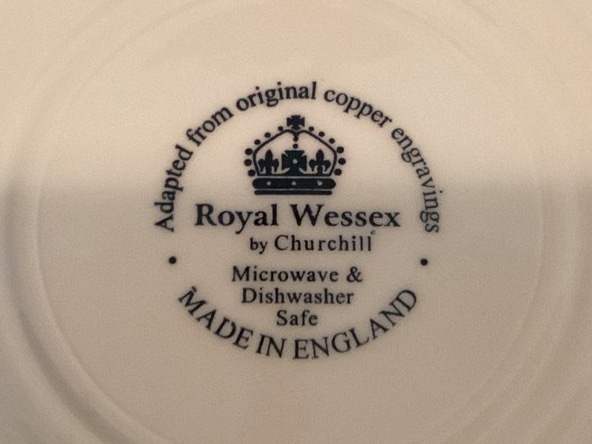 Adapted from original copper engravings
Royal Wessex
by Churchill
Microwave &
Dishwasher
Safe
MADE IN ENGLAND